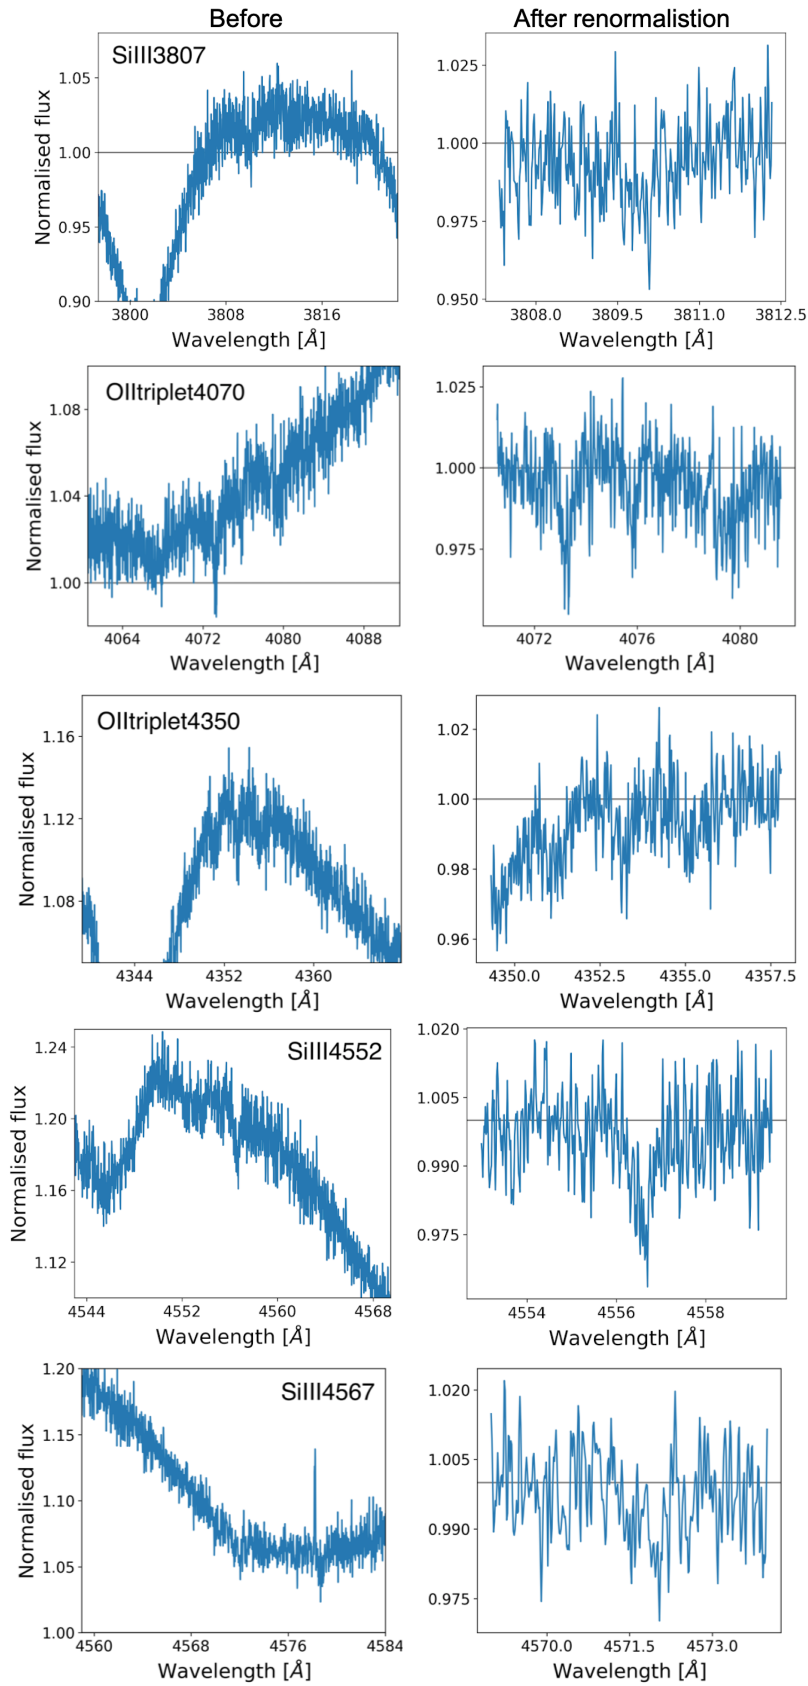 Before After renormalistion
SiIII3807
Normalised flux
1.05
1.00
0.95
0.90
3800 3808 3816
Wavelength [Å]
1.025
1.000
0.975
0.950
3808.0 3809.5 3811.0 3812.5
Wavelength [Å]
OIItriplet4070
Normalised flux
1.08
1.04
1.00
4064 4072 4080 4088
Wavelength [Å]
1.025
1.000
0.975
4072 4076 4080
Wavelength [Å]
OIItriplet4350
Normalised flux
1.16
1.12
1.08
4344 4352 4360
Wavelength [Å]
1.02
1.00
0.98
0.96
4350.0 4352.5 4355.0 4357.5
Wavelength [Å]
SiIII4552
Normalised flux
1.24
1.20
1.16
1.12
4544 4552 4560 4568
Wavelength [Å]
1.020
1.005
0.990
0.975
4554 4556 4558
Wavelength [Å]
SiIII4567
Normalised flux
1.20
1.15
1.10
1.05
1.00
4560 4568 4576 4584
Wavelength [Å]
1.020
1.005
0.990
0.975
4570.0 4571.5 4573.0
Wavelength [Å]